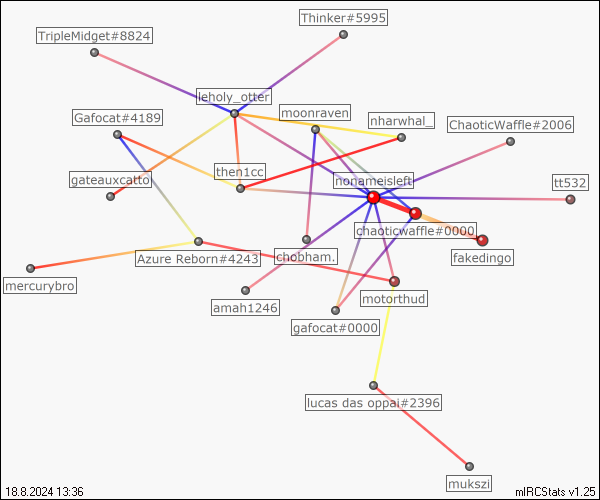 Thinker#5995
TripleMidget#8824
leholy_otter
moonraven
Gafocat#4189
nharwhal_
ChaoticWaffle#2006
then1cc
gateauxcattol
nonameisleft
tt532
chaoticwaffle#0000
Azure Reborn#4243
chobham.
fakedingo
mercurybro
motorthud
amah1246
gafocat#0000
lucas das oppai#2396
mukszi
18.8.2024 13:36
mIRCStats v1.25